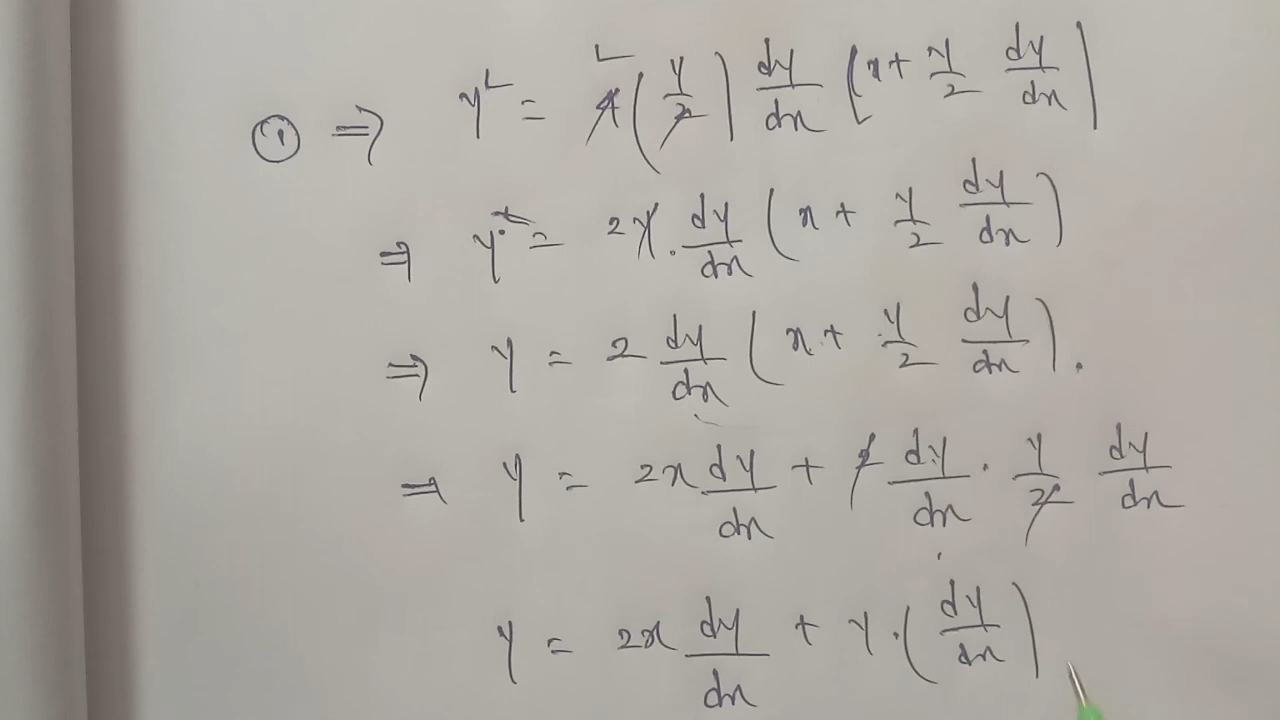 ① ⇒ y² = 4(y/2) dy/dx (x + y/2 dy/dx)
⇒ y² = 2y · dy/dx (x + y/2 dy/dx)
⇒ y = 2 dy/dx (x + y/2 dy/dx).
⇒ y = 2x dy/dx + 2 dy/dx · y/2 dy/dx
y = 2x dy/dx + y · (dy/dx)